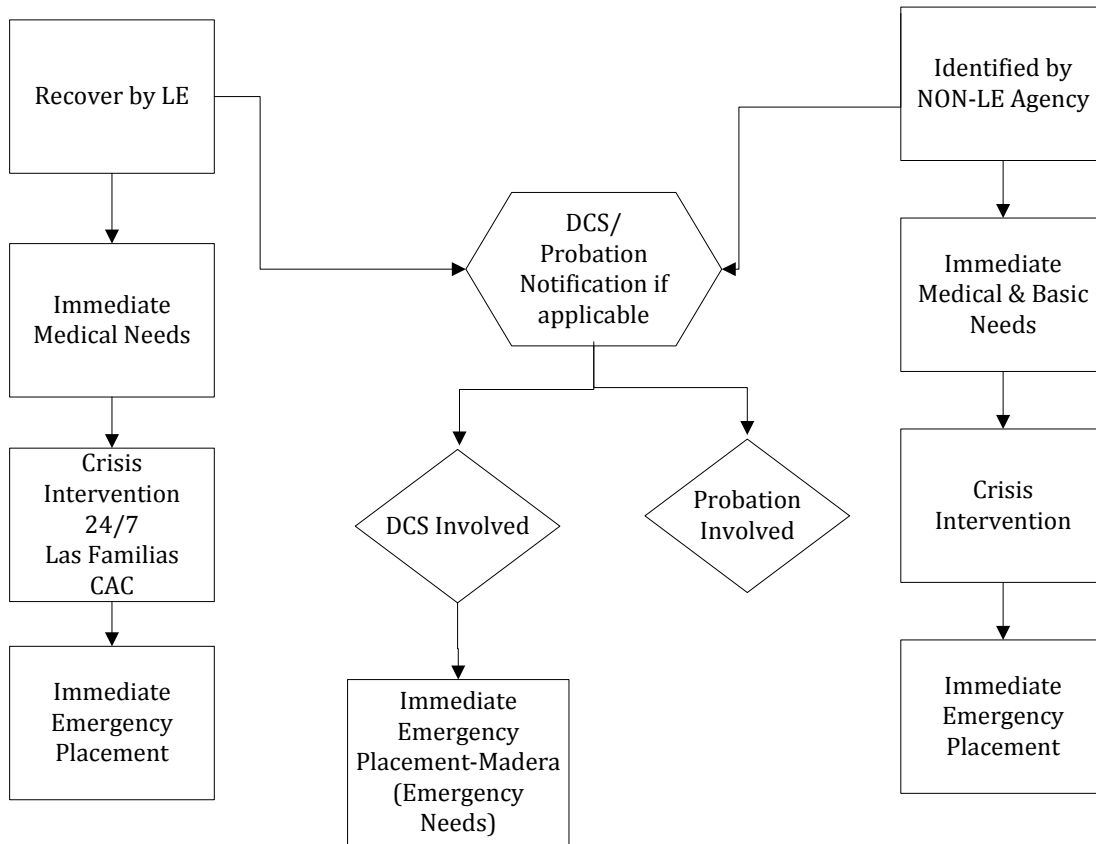 Recover by LE
Identified by
NON-LE Agency
DCS/
Probation
Notification if
applicable
Immediate
Medical Needs
Immediate
Medical & Basic
Needs
Crisis
Intervention
24/7
Las Familias
CAC
DCS Involved
Probation
Involved
Crisis
Intervention
Immediate
Emergency
Placement
Immediate
Emergency
Placement-Madera
(Emergency
Needs)
Immediate
Emergency
Placement